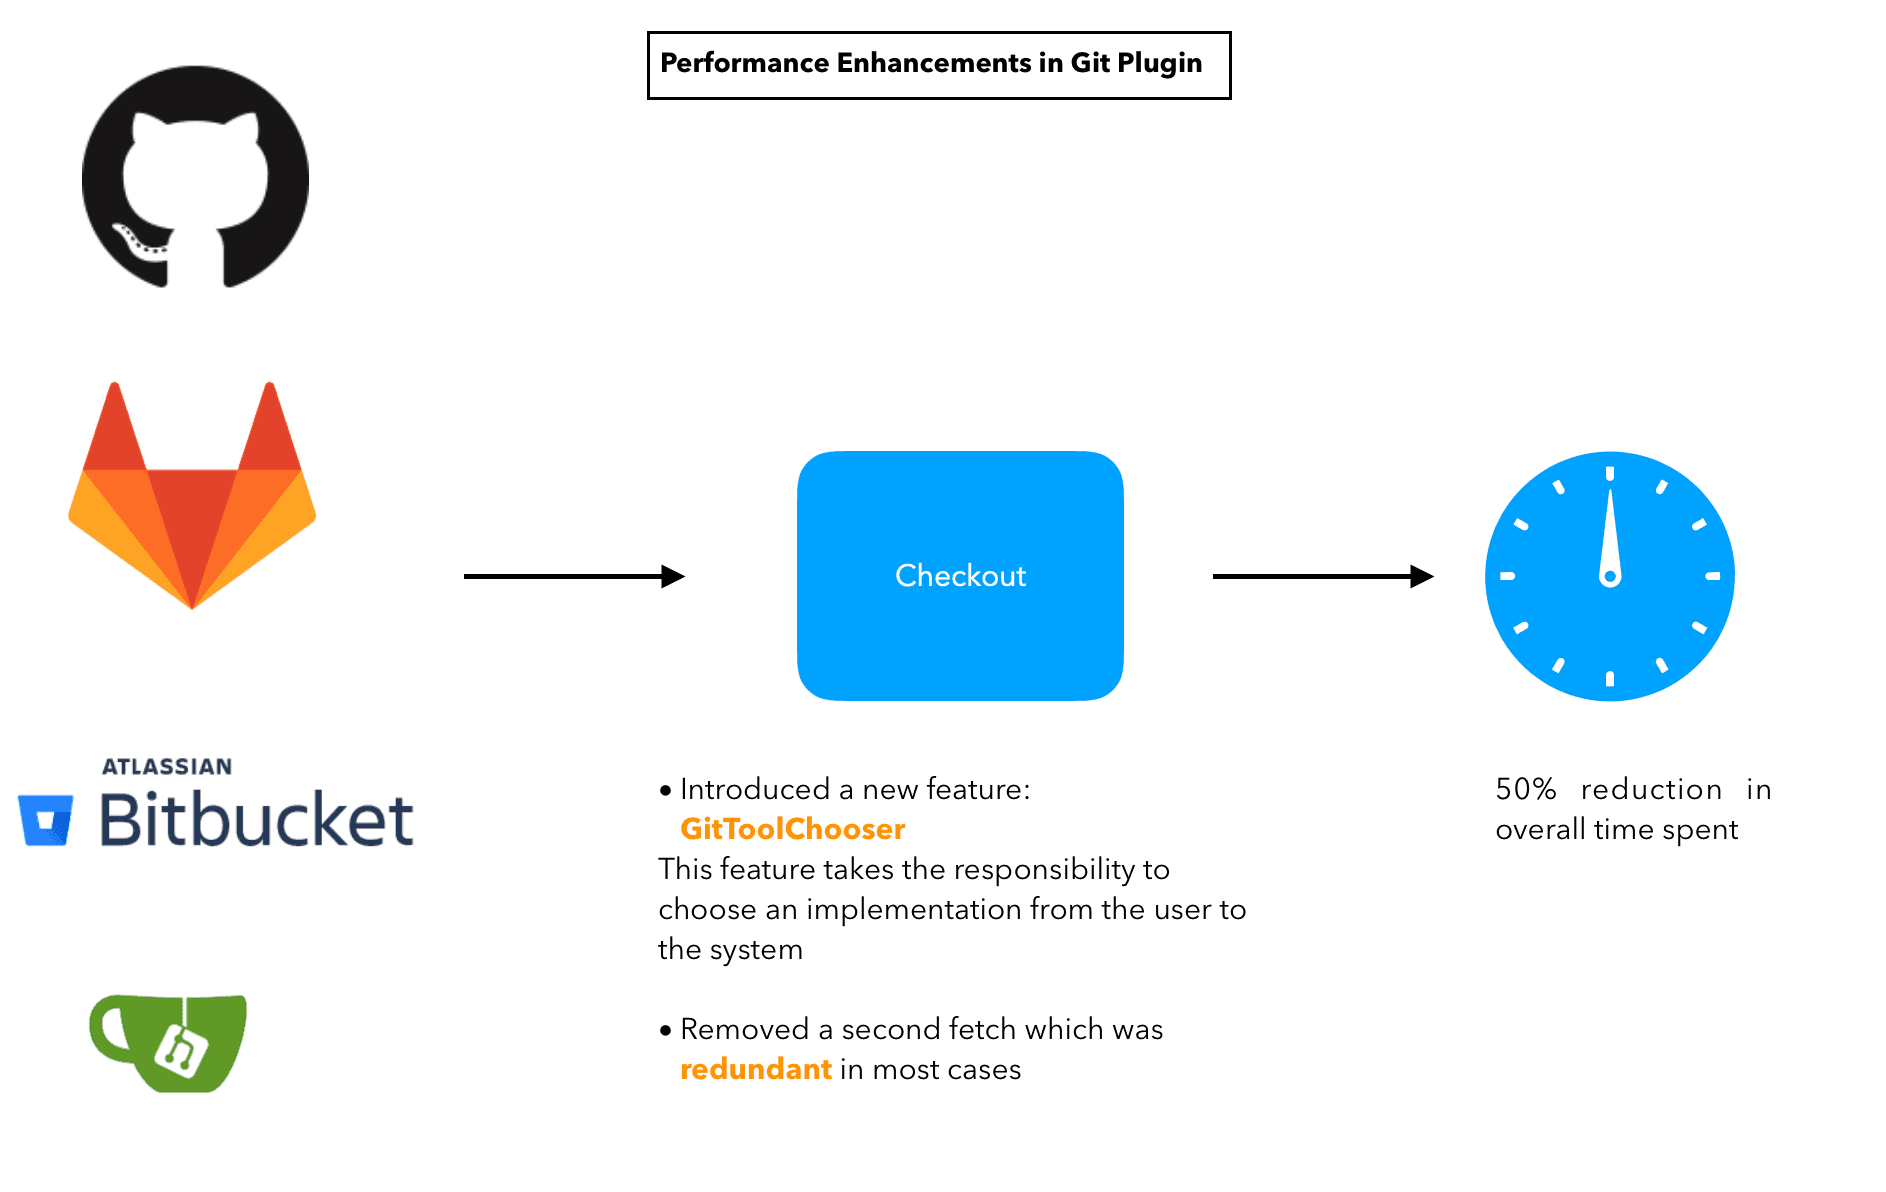 Performance Enhancements in Git Plugin
Checkout
ATLASSIAN
Bitbucket
• Introduced a new feature:
GitToolChooser
This feature takes the responsibility to
choose an implementation from the user to
the system
• Removed a second fetch which was
redundant in most cases
50% reduction in
overall time spent